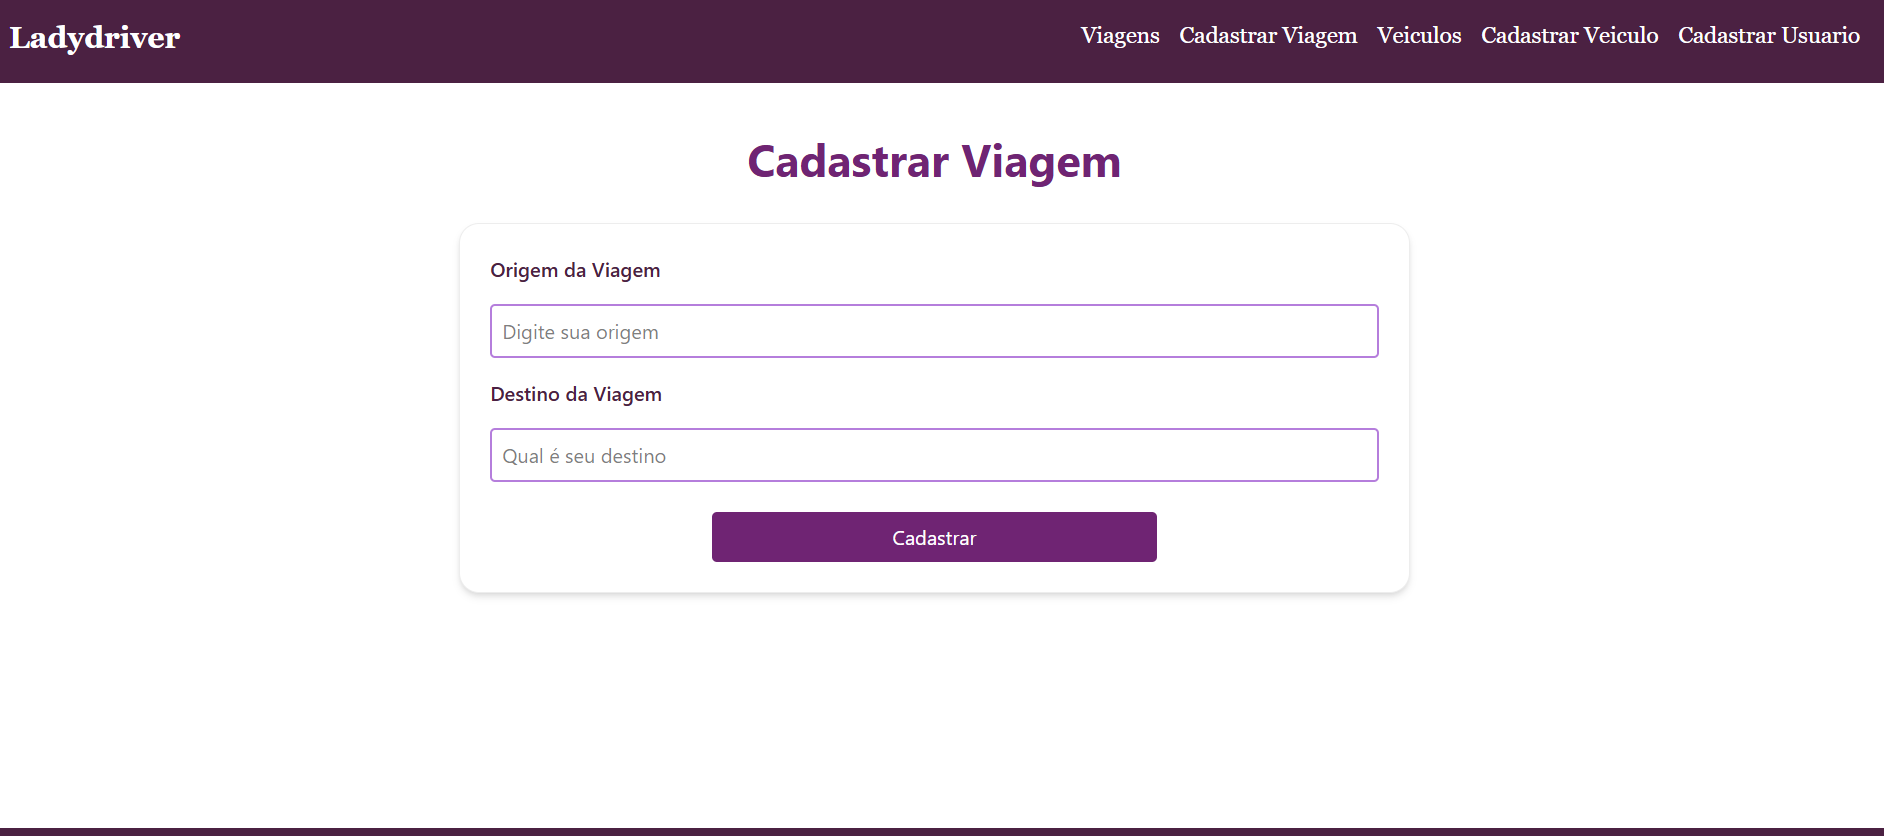 Ladydriver
Viagens Cadastrar Viagem Veiculos Cadastrar Veiculo Cadastrar Usuario
Cadastrar Viagem
Origem da Viagem
Digite sua origem
Destino da Viagem
Qual é seu destino
Cadastrar